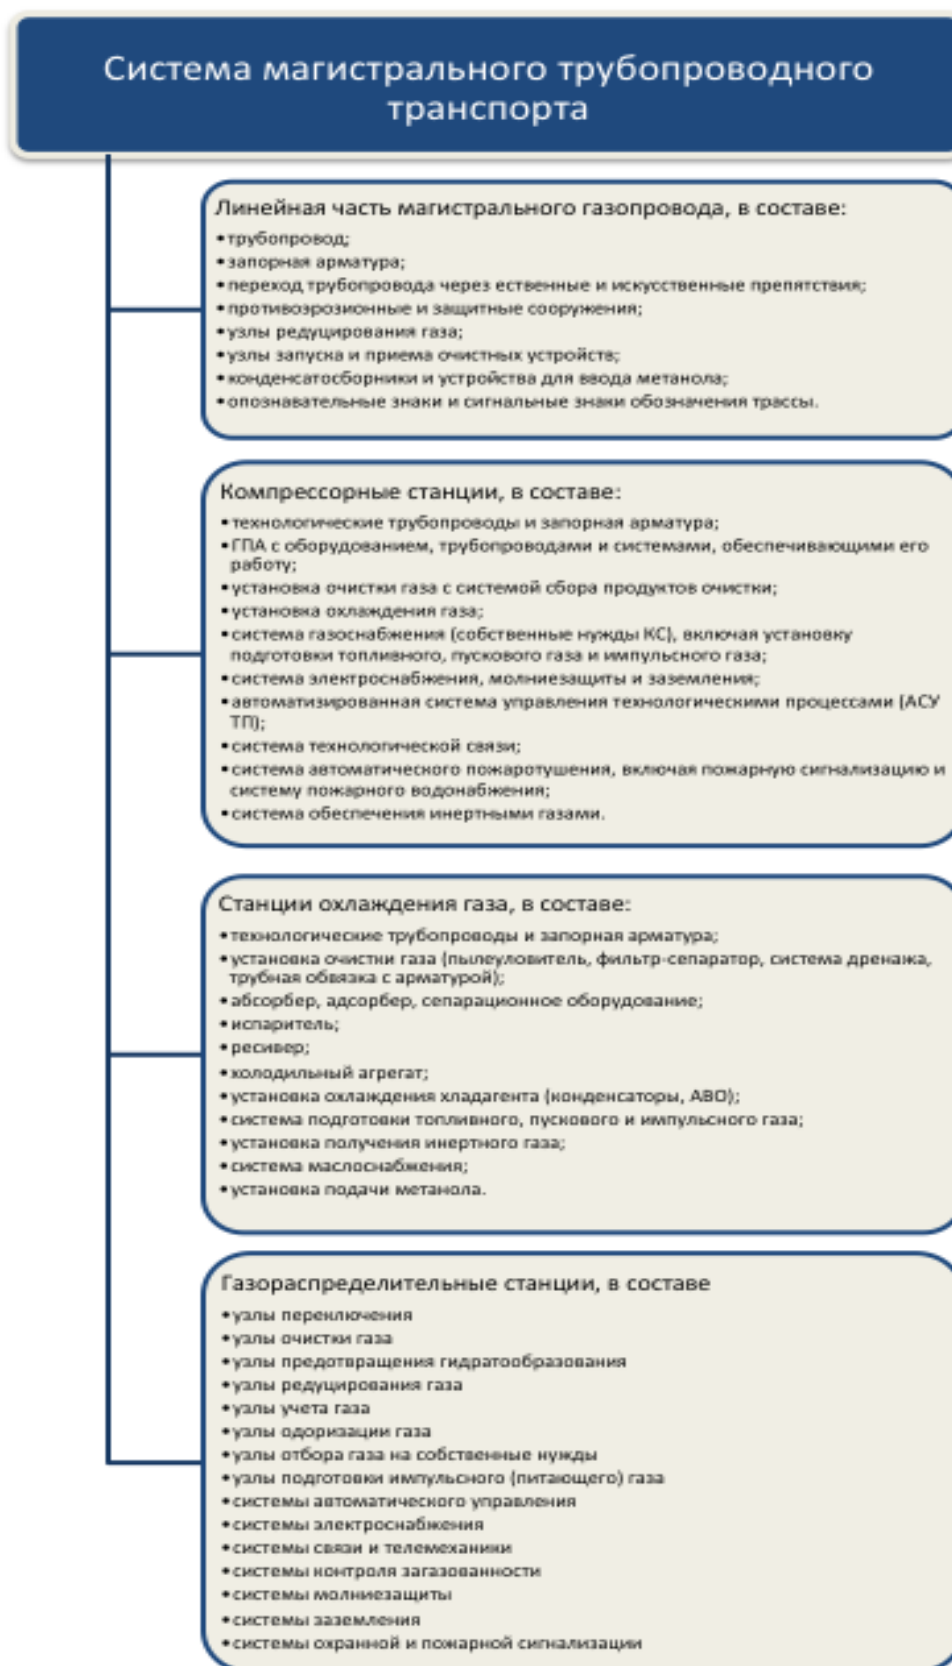 Система магистрального трубопроводного
транспорта
Линейная часть магистрального газопровода, в составе:
•трубопровод;
•запорная арматура;
•переход трубопровода через ественные и искусственные препятствия;
•противоэрозионные и защитные сооружения;
•узлы редуцирования газа;
•узлы запуска и приема очистных устройств;
•конденсатосборники и устройства для ввода метанола;
•опознавательные знаки и сигнальные знаки обозначения трассы.
Компрессорные станции, в составе:
•технологические трубопроводы и запорная арматура;
•ГПА с оборудованием, трубопроводами и системами, обеспечивающими его
работу;
•установка очистки газа с системой сбора продуктов очистки;
•установка охлаждения газа;
•система газоснабжения (собственные нужды КС), включая установку
подготовки топливного, пускового газа и импульсного газа;
•система электроснабжения, молниезащиты и заземления;
•автоматизированная система управления технологическими процессами (АСУ
ТП);
•система технологической связи;
•система автоматического пожаротушения, включая пожарную сигнализацию и
систему пожарного водонабжения;
•система обеспечения инертными газами.
Станции охлаждения газа, в составе:
•технологические трубопроводы и запорная арматура;
•установка очистки газа (пылеуловитель, фильтр-сепаратор, система дренажа,
трубная обвязка с арматурой);
•абсорбер, адсорбер, сепарационное оборудование;
•испаритель;
•ресивер;
•холодильный агрегат;
•установка охлаждения хладагента (конденсаторы, АВО);
•система подготовки топливного, пускового и импульсного газа;
•установка получения инертного газа;
•система маслоснабжения;
•установка подачи метанола.
Газораспределительные станции, в составе
•узлы переключения
•узлы очистки газа
•узлы предотвращения гидратообразования
•узлы редуцирования газа
•узлы учета газа
•узлы одоризации газа
•узлы отбора газа на собственные нужды
•узлы подготовки импульсного (питающего) газа
•системы автоматического управления
•системы электроснабжения
•системы связи и телемеханики
•системы контроля загазованности
•системы молниезащиты
•системы заземления
•системы охранной и пожарной сигнализации